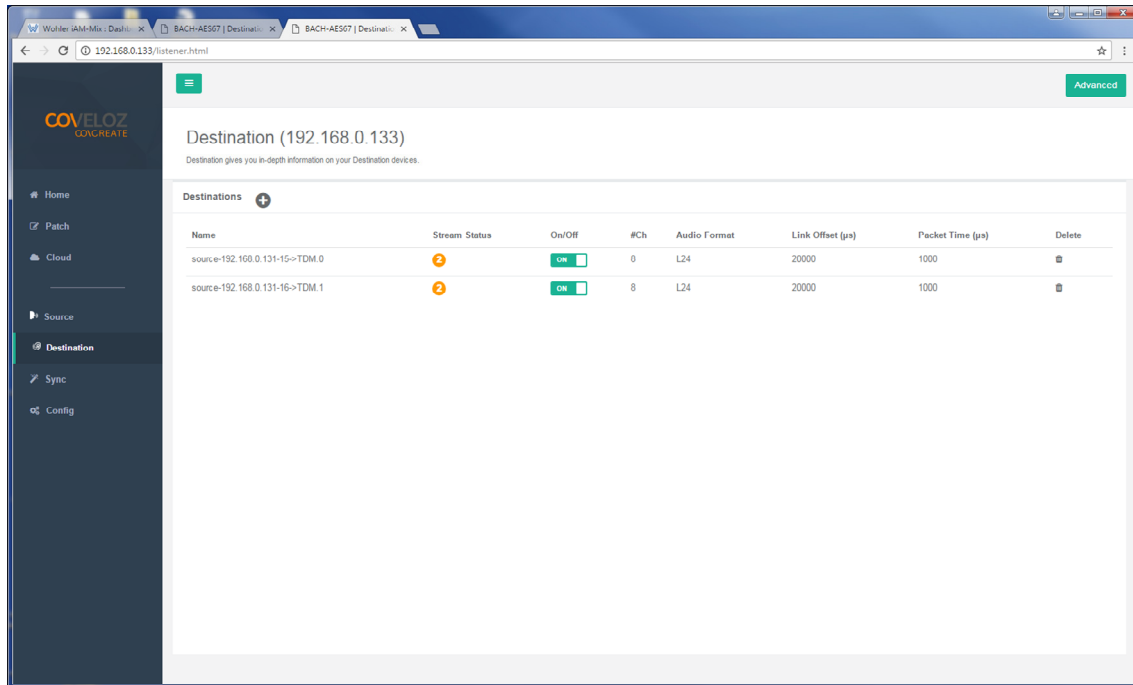 Wohler iAM-Mix : Dashb
BACH-AES67 | Destinatio
BACH-AES67 | Destinatio
192.168.0.133/listener.html
Advanced
COVELOZ
CO\CREATE
Destination (192.168.0.133)
Destination gives you in-depth information on your Destination devices.
Home
Patch
Cloud
Source
Destination
Sync
Config
Destinations
Name Stream Status On/Off #Ch Audio Format Link Offset (µs) Packet Time (µs) Delete
source-192.168.0.131-15->TDM.0 2 ON 0 L24 20000 1000
source-192.168.0.131-16->TDM.1 2 ON 8 L24 20000 1000